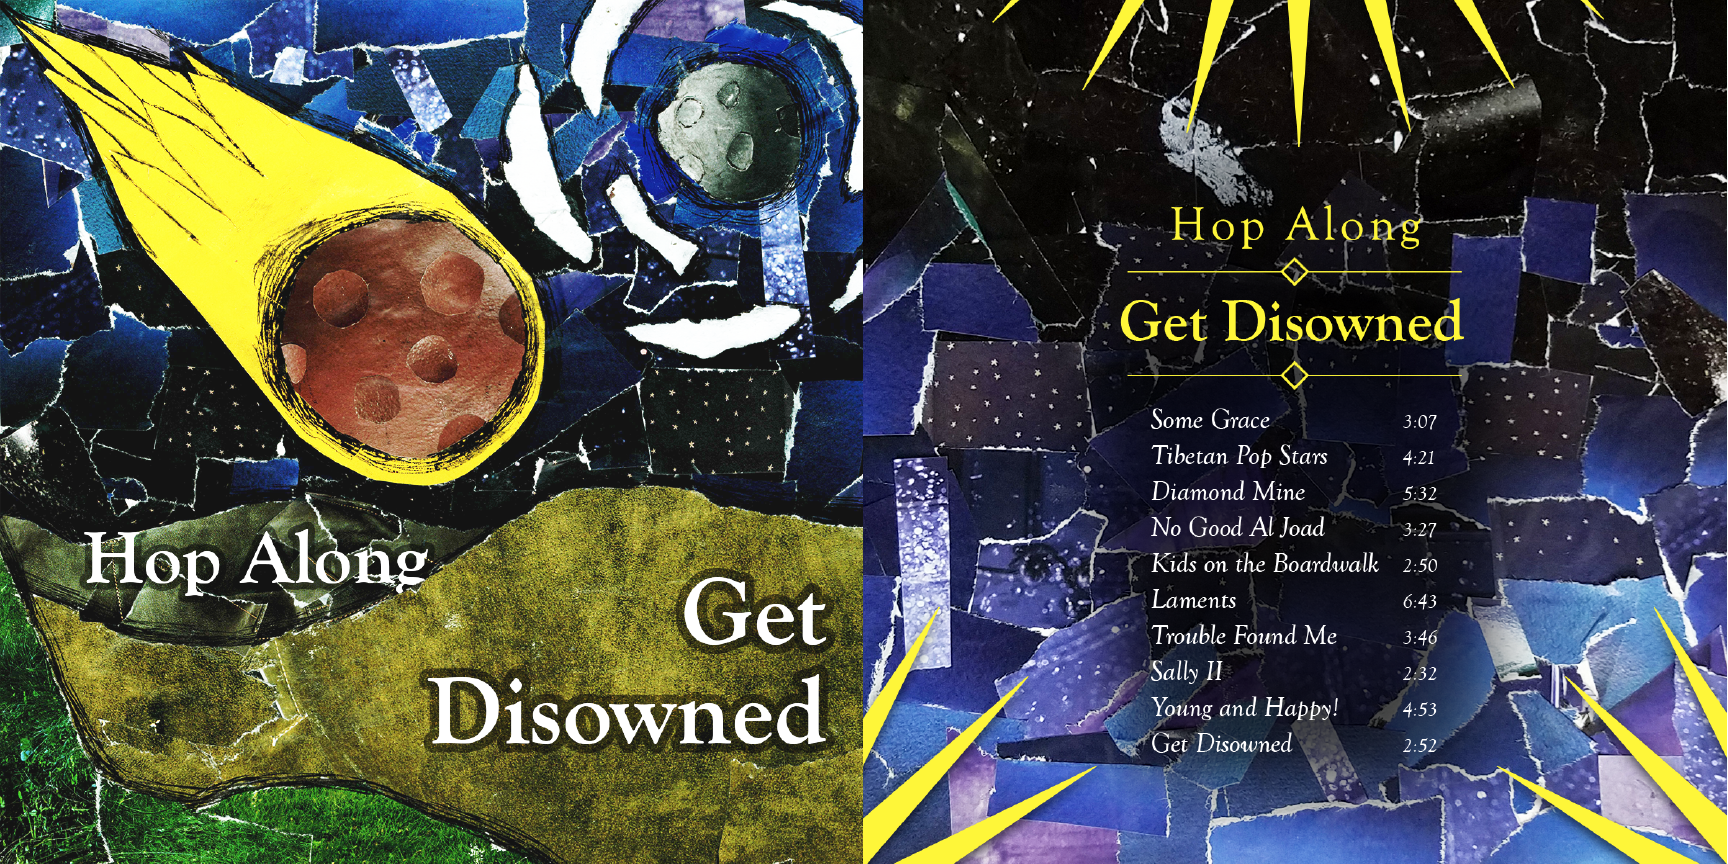 Hop Along
Get
Disowned
Hop Along
Get Disowned
Some Grace 3:07
Tibetan Pop Stars 4:21
Diamond Mine 5:32
No Good Al Joad 3:27
Kids on the Boardwalk 2:50
Laments 6:43
Trouble Found Me 3:46
Sally II 2:32
Young and Happy! 4:53
Get Disowned 2:52